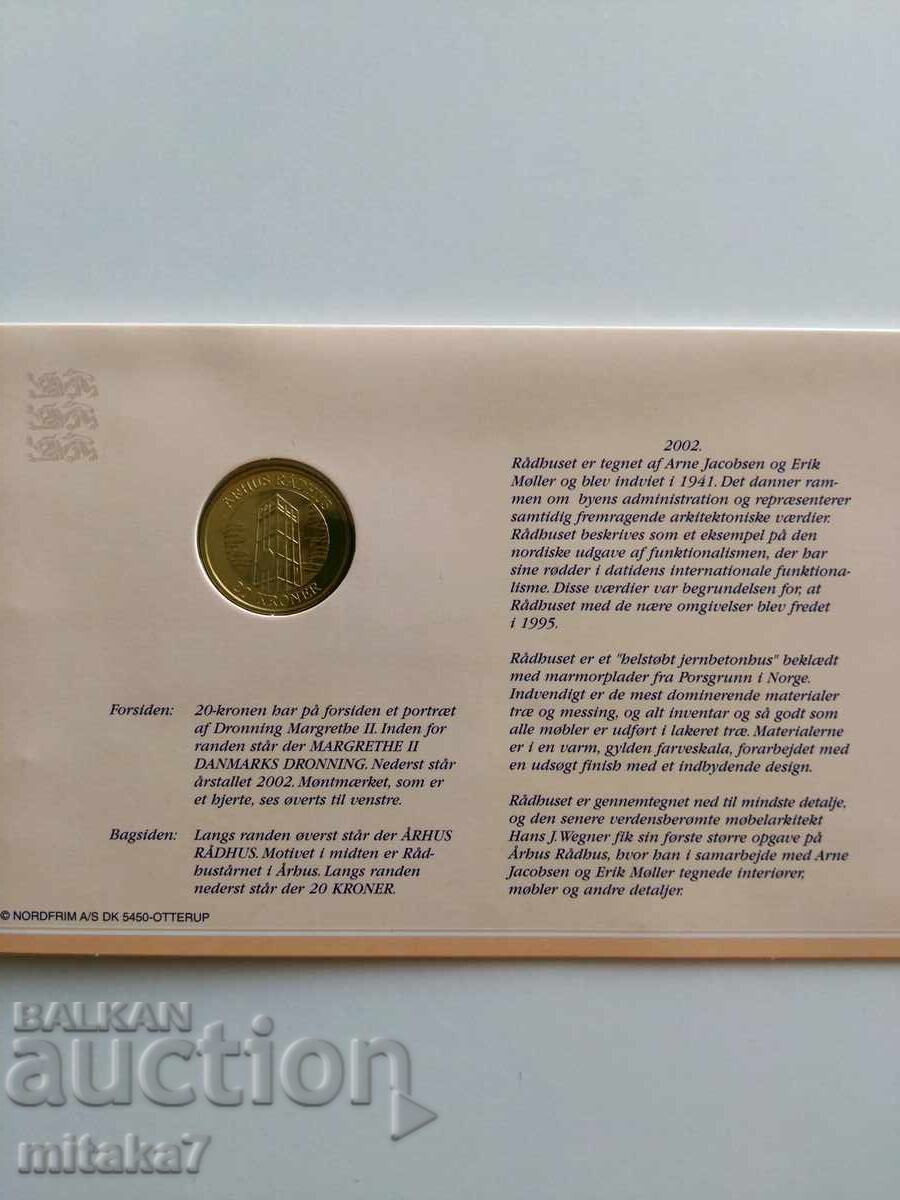 ÅRHUS RÅDHUS
20 KRONER
Forsiden: 20-kronen har på forsiden et portræt
af Dronning Margrethe II. Inden for
randen står der MARGRETHE II
DANMARKS DRONNING. Nederst står
årstallet 2002. Møntmærket, som er
et hjerte, ses øverts til venstre.
Bagsiden: Langs randen øverst står der ÅRHUS
RÅDHUS. Motivet i midten er Råd-
hustårnet i Århus. Langs randen
nederst står der 20 KRONER.
© NORDFRIM A/S DK 5450-OTTERUP
2002.
Rådhuset er tegnet af Arne Jacobsen og Erik
Møller og blev indviet i 1941. Det danner ram-
men om byens administration og repræsenterer
samtidig fremragende arkitektoniske værdier.
Rådhuset beskrives som et eksempel på den
nordiske udgave af funktionalismen, der har
sine rødder i datidens internationale funktiona-
lisme. Disse værdier var begrundelsen for, at
Rådhuset med de nære omgivelser blev fredet
i 1995.
Rådhuset er et "helstøbt jernbetonhus" beklædt
med marmorplader fra Porsgrunn i Norge.
Indvendigt er de mest dominerende materialer
træ og messing, og alt inventar og så godt som
alle møbler er udført i lakeret træ. Materialerne
er i en varm, gylden farveskala, forarbejdet med
en udsøgt finish med et indbydende design.
Rådhuset er gennemtegnet ned til mindste detalje,
og den senere verdensberømte møbelarkitekt
Hans J. Wegner fik sin første større opgave på
Århus Rådhus, hvor han i samarbejde med Arne
Jacobsen og Erik Møller tegnede interiører,
møbler og andre detaljer.
BALKAN
auction
mitaka7